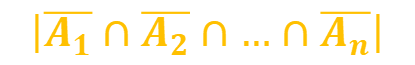 |A̅₁ ∩ A̅₂ ∩ … ∩ A̅ₙ|